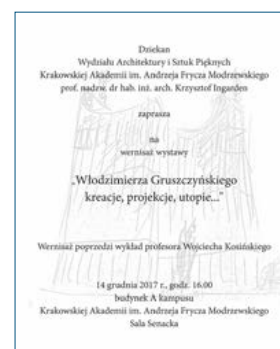 Dziekan
Wydziału Architektury i Sztuk Pięknych
Krakowskiej Akademii im. Andrzeja Frycza Modrzewskiego
prof. nadzw. dr hab. inż. arch. Krzysztof Ingarden
zaprasza
na
wernisaż wystawy
„Włodzimierza Gruszczyńskiego
kreacje, projekcje, utopie..."
Wernisaż poprzedzi wykład profesora Wojciecha Kosińskiego
14 grudnia 2017 r., godz. 16.00
budynek A kampusu
Krakowskiej Akademii im. Andrzeja Frycza Modrzewskiego
Sala Senacka